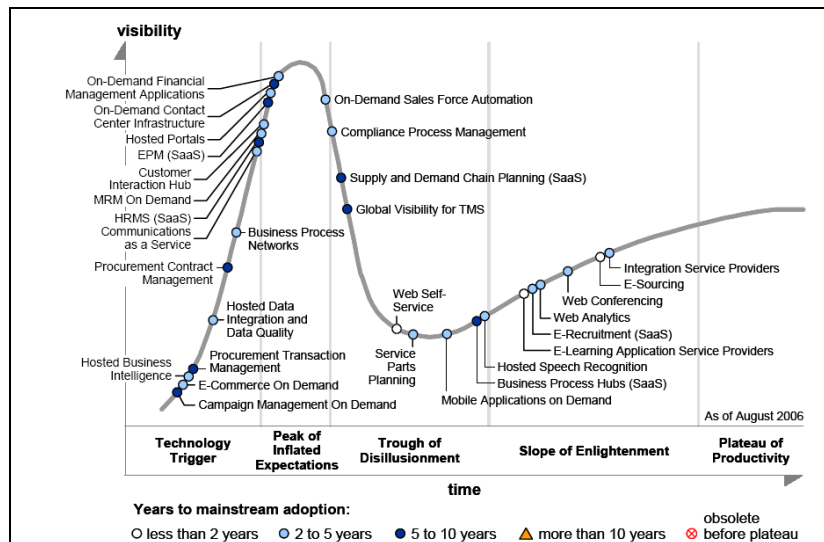 visibility
On-Demand Financial
Management Applications
On-Demand Contact
Center Infrastructure
Hosted Portals
EPM (SaaS)
Customer
Interaction Hub
MRM On Demand
HRMS (SaaS)
Communications
as a Service
Business Process
Networks
Procurement Contract
Management
Hosted Data
Integration and
Data Quality
Hosted Business
Intelligence
Procurement Transaction
Management
E-Commerce On Demand
Campaign Management On Demand
On-Demand Sales Force Automation
Compliance Process Management
Supply and Demand Chain Planning (SaaS)
Global Visibility for TMS
Web Self-
Service
Service
Parts
Planning
Integration Service Providers
E-Sourcing
Web Conferencing
Web Analytics
E-Recruitment (SaaS)
E-Learning Application Service Providers
Hosted Speech Recognition
Business Process Hubs (SaaS)
Mobile Applications on Demand
As of August 2006
Technology
Trigger
Peak of
Inflated
Expectations
Trough of
Disillusionment
Slope of Enlightenment
Plateau of
Productivity
time
Years to mainstream adoption:
less than 2 years
2 to 5 years
5 to 10 years
more than 10 years
obsolete
before plateau